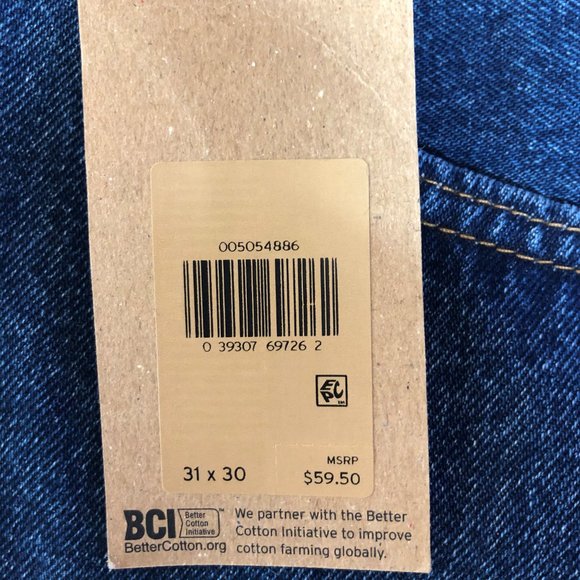 005054886
0 39307 69726 2
EPC
MSRP
31 x 30 $59.50
BCI Better Cotton Initiative™
BetterCotton.org
We partner with the Better
Cotton Initiative to improve
cotton farming globally.